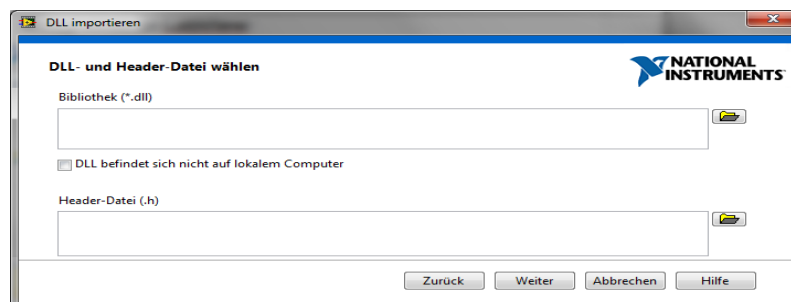 DLL importieren
DLL- und Header-Datei wählen
NATIONAL
INSTRUMENTS
Bibliothek (*.dll)
DLL befindet sich nicht auf lokalem Computer
Header-Datei (.h)
Zurück Weiter Abbrechen Hilfe